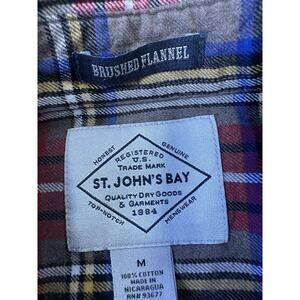 BRUSHED FLANNEL
HONEST
GENUINE
REGISTERED
U.S.
TRADE MARK
ST. JOHN'S BAY
QUALITY DRY GOODS
& GARMENTS
1984
TOP-NOTCH
MENSWEAR
M
100% COTTON
MADE IN
NICARAGUA
RN# 93677